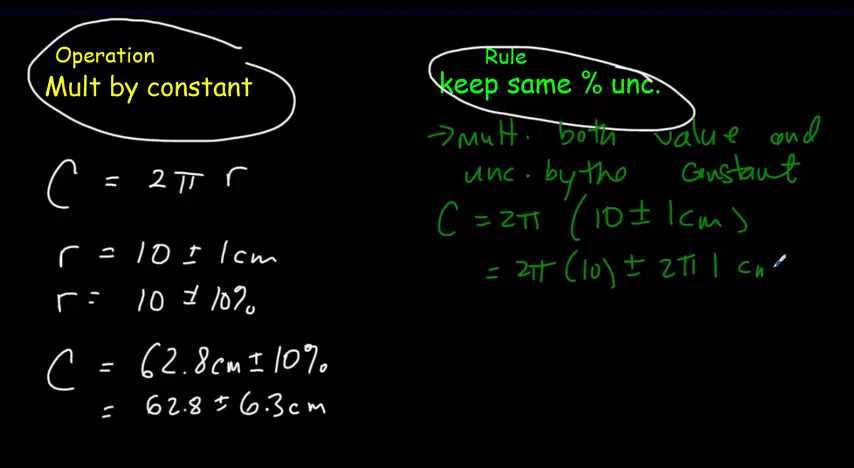 Operation
Mult by constant
C = 2π r
r = 10 ± 1cm
r = 10 ± 10%
C = 62.8cm ± 10%
= 62.8 ± 6.3cm
Rule
keep same % unc.
→ mult. both value and
unc. by the constant
C = 2π (10 ± 1cm)
= 2π(10) ± 2π 1 cm